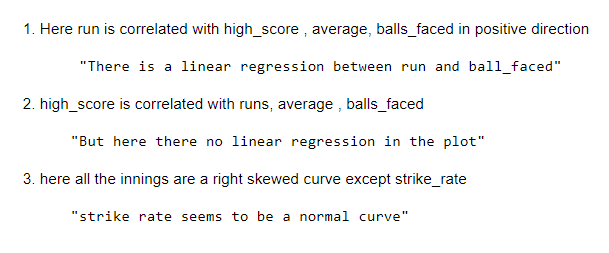 1. Here run is correlated with high_score , average, balls_faced in positive direction
"There is a linear regression between run and ball_faced"
2. high_score is correlated with runs, average , balls_faced
"But here there no linear regression in the plot"
3. here all the innings are a right skewed curve except strike_rate
"strike rate seems to be a normal curve"